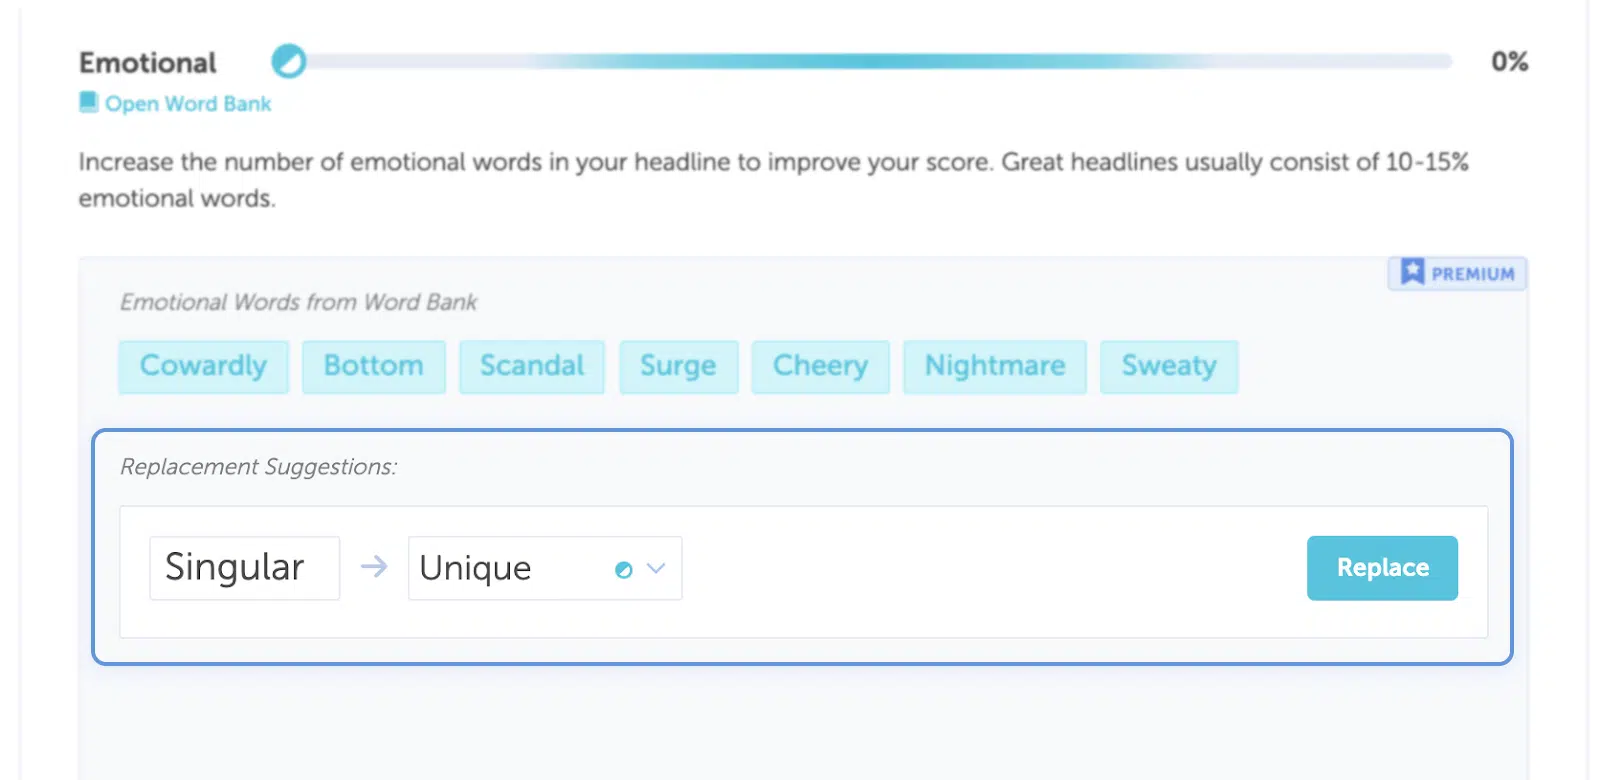 Emotional 0%
Open Word Bank
Increase the number of emotional words in your headline to improve your score. Great headlines usually consist of 10-15%
emotional words.
PREMIUM
Emotional Words from Word Bank
Cowardly Bottom Scandal Surge Cheery Nightmare Sweaty
Replacement Suggestions:
Singular → Unique Replace